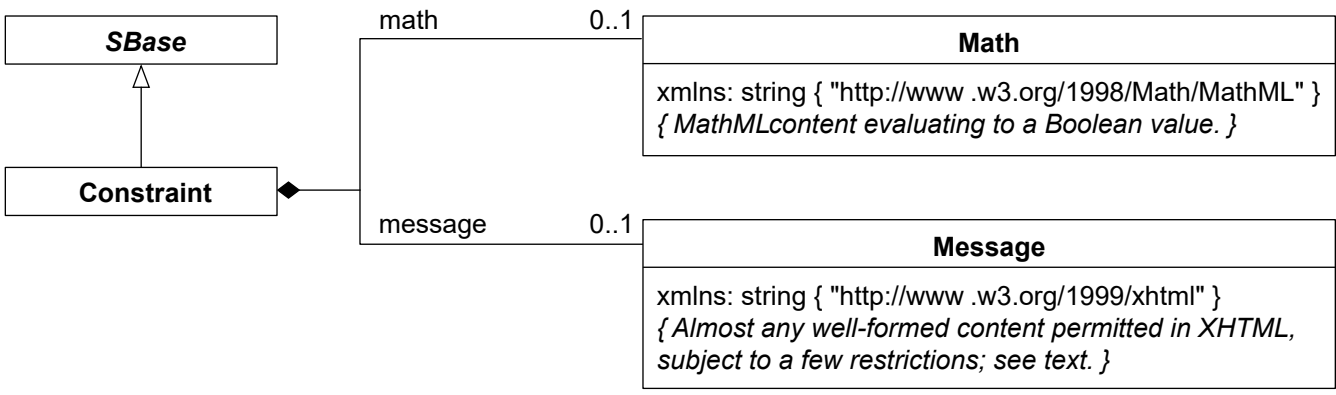 SBase
Constraint
math 0..1
Math
xmlns: string { "http://www .w3.org/1998/Math/MathML" }
{ MathMLcontent evaluating to a Boolean value. }
message 0..1
Message
xmlns: string { "http://www .w3.org/1999/xhtml" }
{ Almost any well-formed content permitted in XHTML,
subject to a few restrictions; see text. }